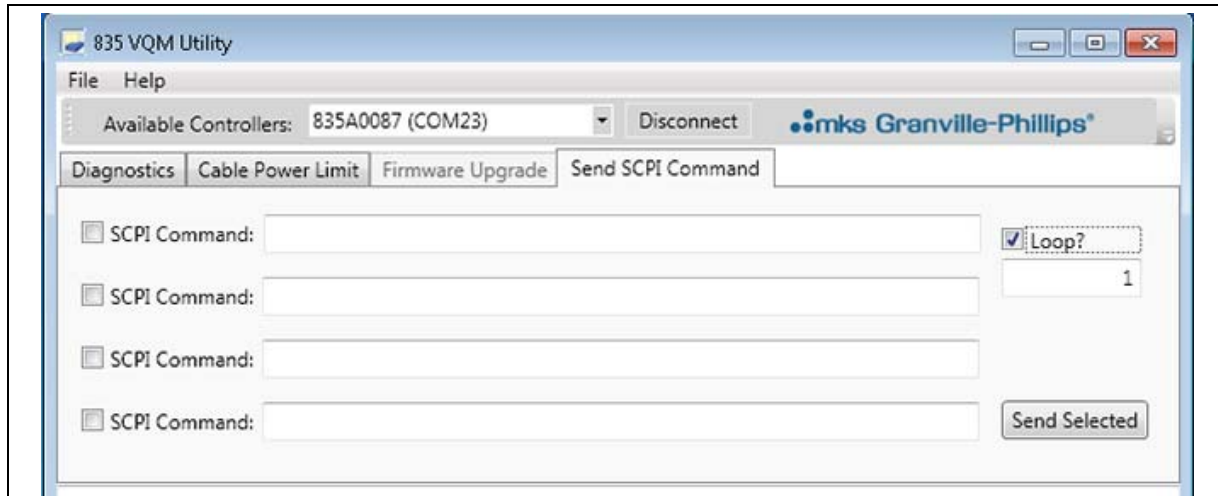 835 VQM Utility
File Help
Available Controllers: 835A0087 (COM23) Disconnect mks Granville-Phillips®
Diagnostics Cable Power Limit Firmware Upgrade Send SCPI Command
SCPI Command: Loop?
1
SCPI Command:
SCPI Command:
SCPI Command: Send Selected